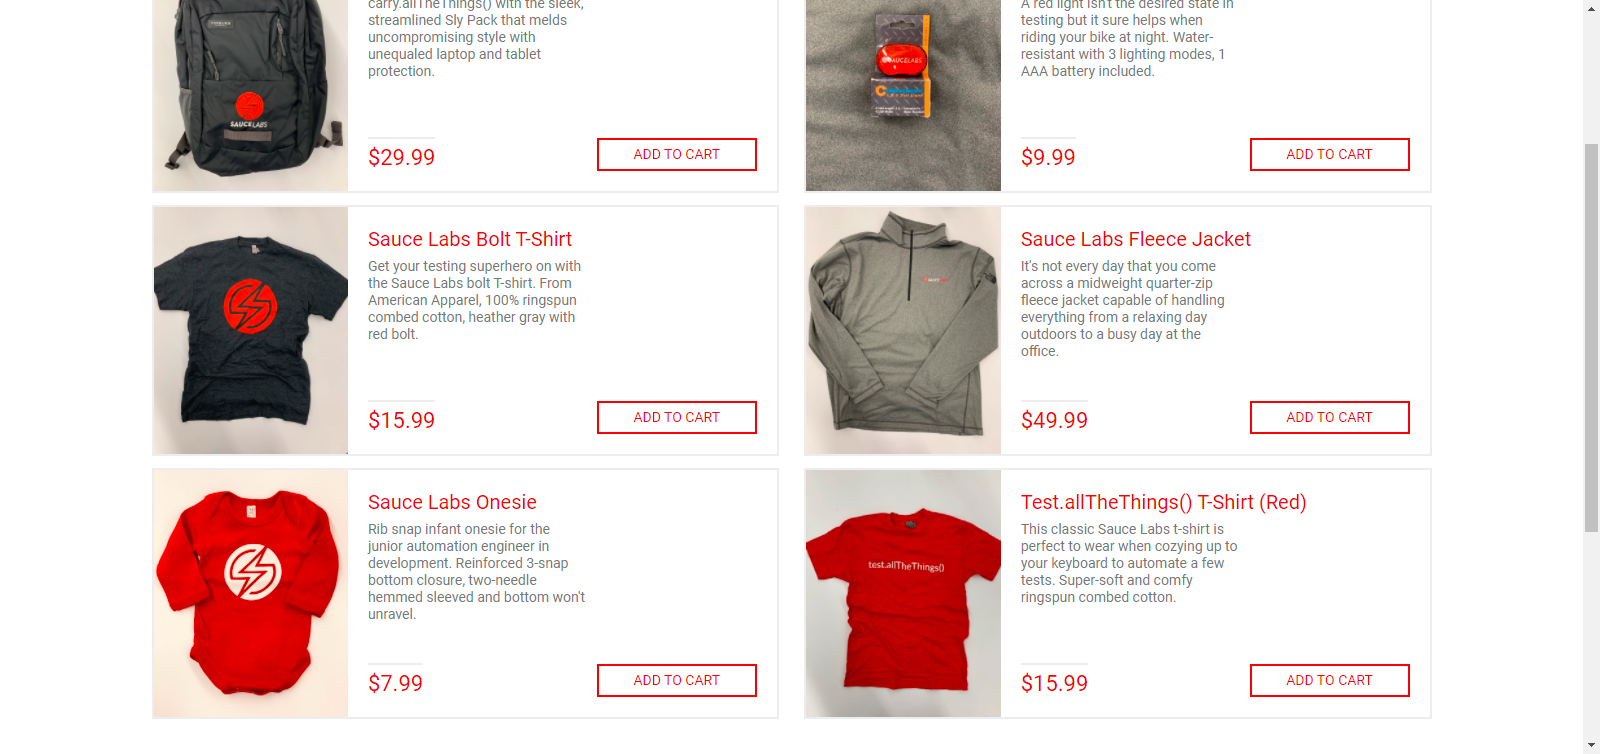 carry.allTheThings() with the sleek,
streamlined Sly Pack that melds
uncompromising style with
unequaled laptop and tablet
protection.
SAUCELABS
$29.99
ADD TO CART
A red light isn't the desired state in
testing but it sure helps when
riding your bike at night. Water-
resistant with 3 lighting modes, 1
AAA battery included.
SAUCELABS
$9.99
ADD TO CART
Sauce Labs Bolt T-Shirt
Get your testing superhero on with
the Sauce Labs bolt T-shirt. From
American Apparel, 100% ringspun
combed cotton, heather gray with
red bolt.
$15.99
ADD TO CART
Sauce Labs Fleece Jacket
It's not every day that you come
across a midweight quarter-zip
fleece jacket capable of handling
everything from a relaxing day
outdoors to a busy day at the
office.
$49.99
ADD TO CART
Sauce Labs Onesie
Rib snap infant onesie for the
junior automation engineer in
development. Reinforced 3-snap
bottom closure, two-needle
hemmed sleeved and bottom won't
unravel.
$7.99
ADD TO CART
Test.allTheThings() T-Shirt (Red)
This classic Sauce Labs t-shirt is
perfect to wear when cozying up to
your keyboard to automate a few
tests. Super-soft and comfy
ringspun combed cotton.
test.allTheThings()
$15.99
ADD TO CART